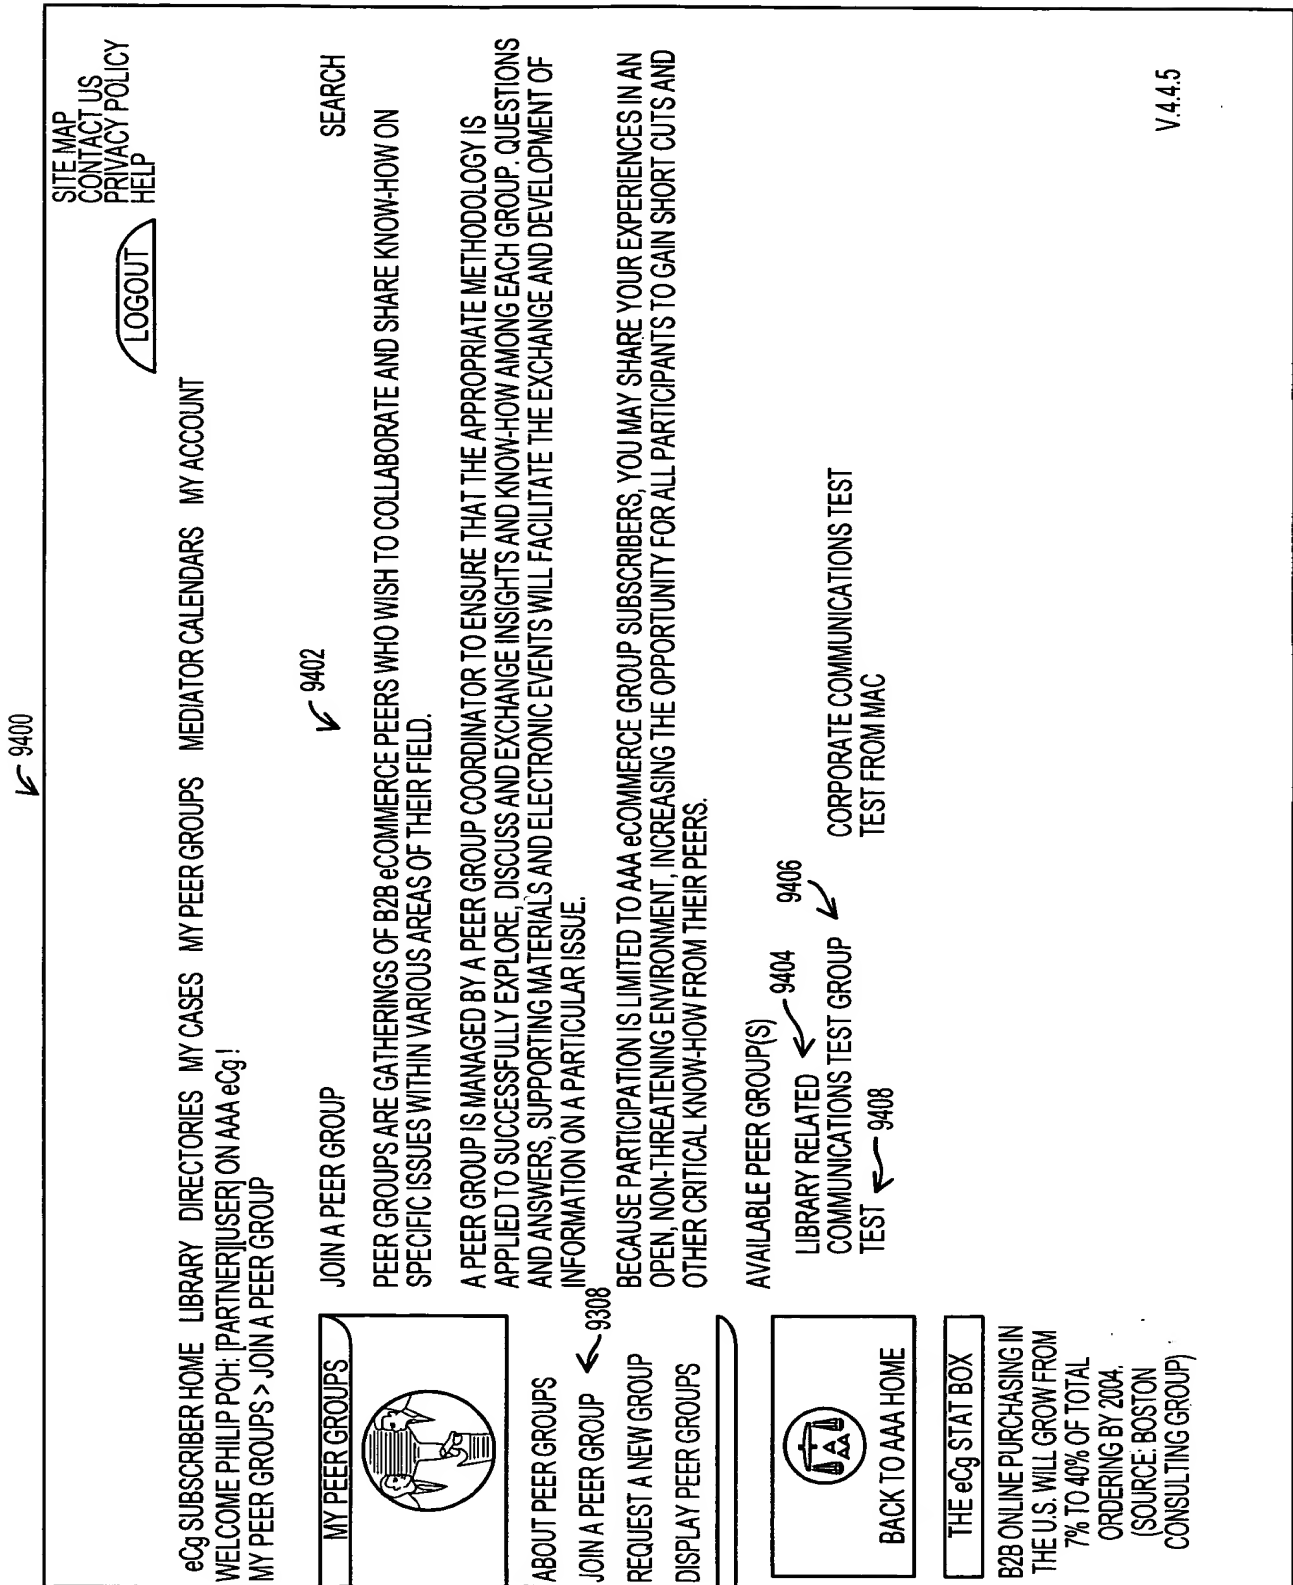 9400
SITE MAP
CONTACT US
PRIVACY POLICY
HELP
LOGOUT
eCg SUBSCRIBER HOME LIBRARY DIRECTORIES MY CASES MY PEER GROUPS MEDIATOR CALENDARS MY ACCOUNT
WELCOME PHILIP POH: [PARTNER][USER] ON AAA eCg !
MY PEER GROUPS > JOIN A PEER GROUP
9402
MY PEER GROUPS
ABOUT PEER GROUPS
JOIN A PEER GROUP
9308
REQUEST A NEW GROUP
DISPLAY PEER GROUPS
AAA
BACK TO AAA HOME
THE eCg STAT BOX
B2B ONLINE PURCHASING IN
THE U.S. WILL GROW FROM
7% TO 40% OF TOTAL
ORDERING BY 2004.
(SOURCE: BOSTON
CONSULTING GROUP)
JOIN A PEER GROUP SEARCH
PEER GROUPS ARE GATHERINGS OF B2B eCOMMERCE PEERS WHO WISH TO COLLABORATE AND SHARE KNOW-HOW ON
SPECIFIC ISSUES WITHIN VARIOUS AREAS OF THEIR FIELD.
A PEER GROUP IS MANAGED BY A PEER GROUP COORDINATOR TO ENSURE THAT THE APPROPRIATE METHODOLOGY IS
APPLIED TO SUCCESSFULLY EXPLORE, DISCUSS AND EXCHANGE INSIGHTS AND KNOW-HOW AMONG EACH GROUP. QUESTIONS
AND ANSWERS, SUPPORTING MATERIALS AND ELECTRONIC EVENTS WILL FACILITATE THE EXCHANGE AND DEVELOPMENT OF
INFORMATION ON A PARTICULAR ISSUE.
BECAUSE PARTICIPATION IS LIMITED TO AAA eCOMMERCE GROUP SUBSCRIBERS, YOU MAY SHARE YOUR EXPERIENCES IN AN
OPEN, NON-THREATENING ENVIRONMENT, INCREASING THE OPPORTUNITY FOR ALL PARTICIPANTS TO GAIN SHORT CUTS AND
OTHER CRITICAL KNOW-HOW FROM THEIR PEERS.
AVAILABLE PEER GROUP(S)
9404
9406
LIBRARY RELATED
COMMUNICATIONS TEST GROUP CORPORATE COMMUNICATIONS TEST
TEST 9408 TEST FROM MAC
V.4.4.5